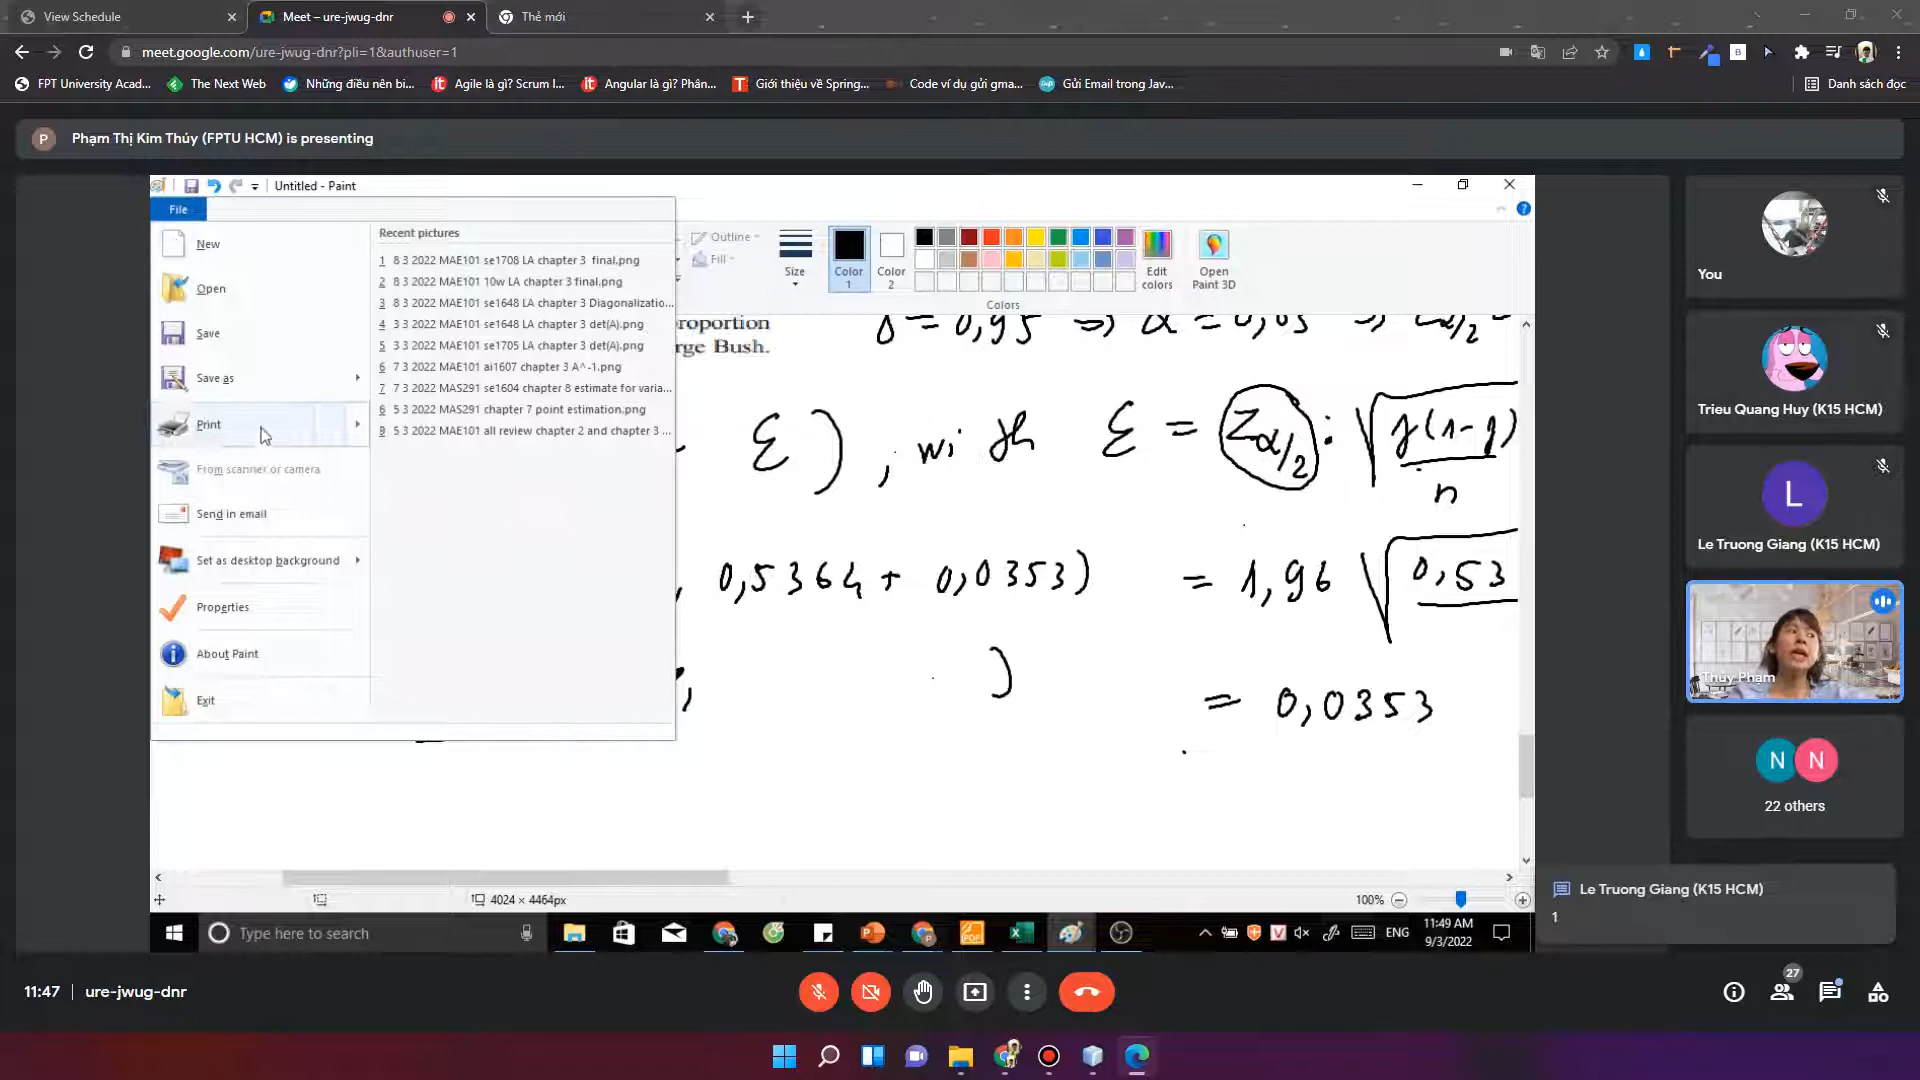 View Schedule
Meet – ure-jwug-dnr
Thẻ mới
meet.google.com/ure-jwug-dnr?pli=1&authuser=1
FPT University Acad...
The Next Web
Những điều nên bi...
Agile là gì? Scrum l...
Angular là gì? Phân...
Giới thiệu về Spring...
Code ví dụ gửi gma...
Gửi Email trong Jav...
Danh sách đọc
P
Phạm Thị Kim Thúy (FPTU HCM) is presenting
Untitled - Paint
File
New
Open
Save
Save as
Print
From scanner or camera
Send in email
Set as desktop background
Properties
About Paint
Exit
Recent pictures
1 8 3 2022 MAE101 se1708 LA chapter 3 final.png
2 8 3 2022 MAE101 10w LA chapter 3 final.png
3 8 3 2022 MAE101 se1648 LA chapter 3 Diagonalizatio...
4 3 3 2022 MAE101 se1648 LA chapter 3 det(A).png
5 3 3 2022 MAE101 se1705 LA chapter 3 det(A).png
6 7 3 2022 MAE101 ai1607 chapter 3 A^-1.png
7 7 3 2022 MAS291 se1604 chapter 8 estimate for varia...
8 5 3 2022 MAS291 chapter 7 point estimation.png
9 5 3 2022 MAE101 all review chapter 2 and chapter 3 ...
Outline
Fill
Size
Color 1
Color 2
Edit colors
Open Paint 3D
Colors
roportion
rge Bush.
= 0,95 => α = 0,05 =>
ε), with ε = Zα/2 . √
n
0,5364 + 0,0353) = 1,96 √0,53
) = 0,0353
4024 × 4464px
100%
Type here to search
ENG
11:49 AM
9/3/2022
You
Trieu Quang Huy (K15 HCM)
L
Le Truong Giang (K15 HCM)
Thuy Phạm
N N
22 others
Le Truong Giang (K15 HCM)
1
11:47 | ure-jwug-dnr
27